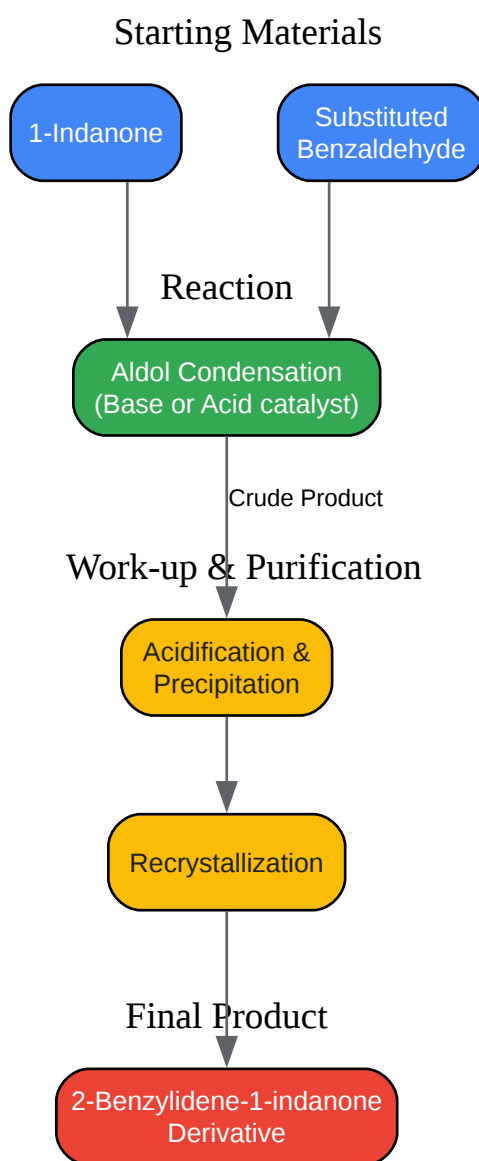 Starting Materials
1-Indanone
Substituted
Benzaldehyde
Reaction
Aldol Condensation
(Base or Acid catalyst)
Crude Product
Work-up & Purification
Acidification &
Precipitation
Recrystallization
Final Product
2-Benzylidene-1-indanone
Derivative